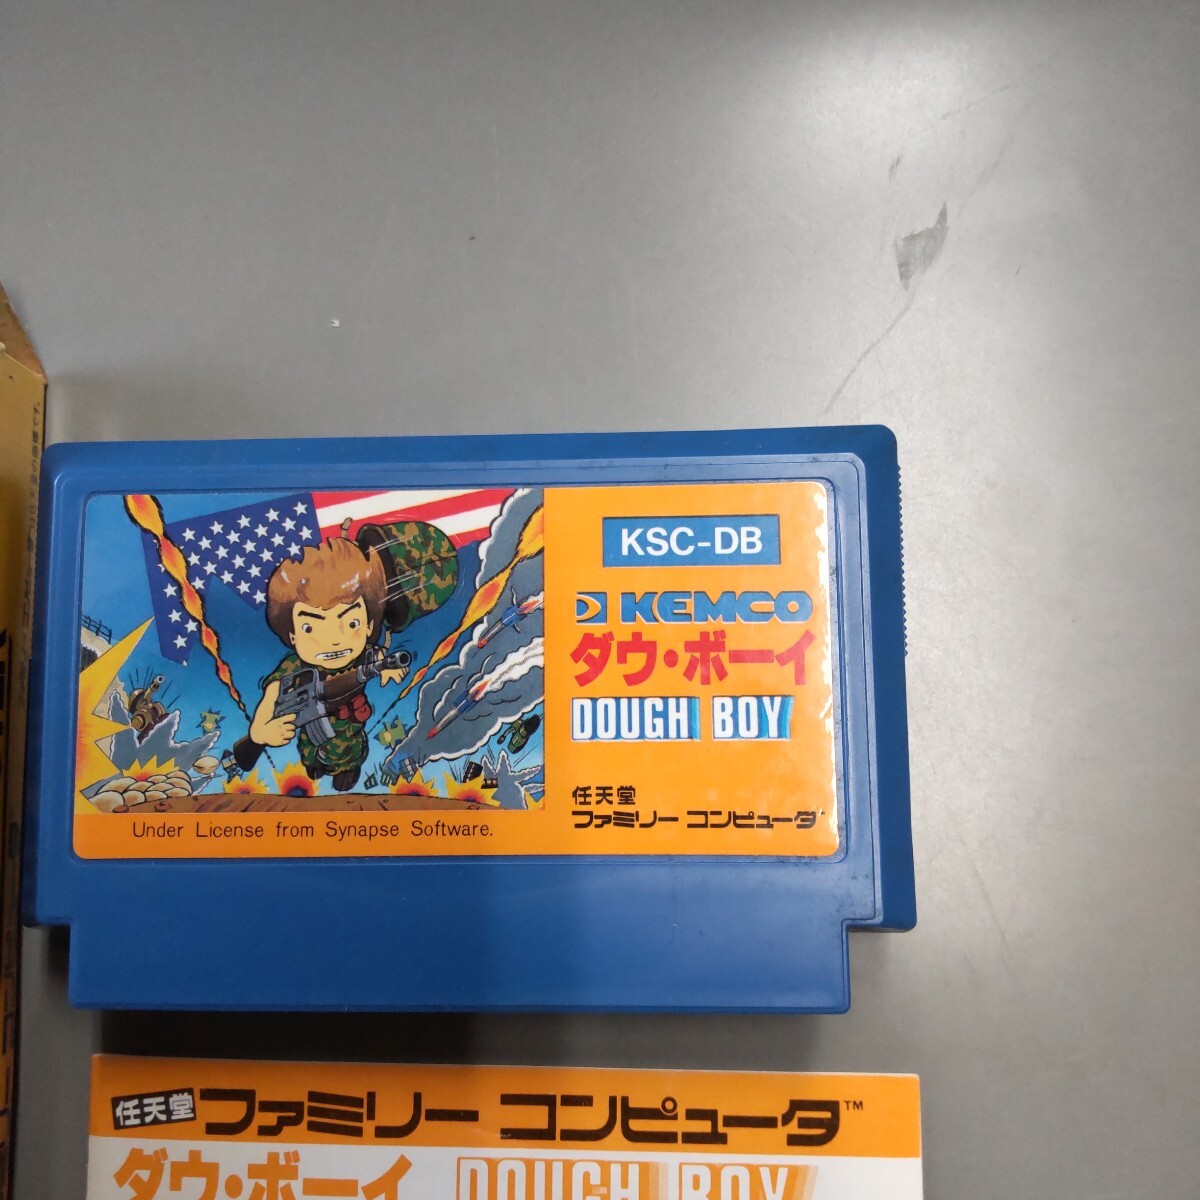 KSC-DB
KEMCO
ダウ・ボーイ
DOUGH BOY
任天堂
ファミリー コンピュータ
Under License from Synapse Software.
任天堂 ファミリー コンピュータ™
ダウ・ボーイ DOUGH BOY